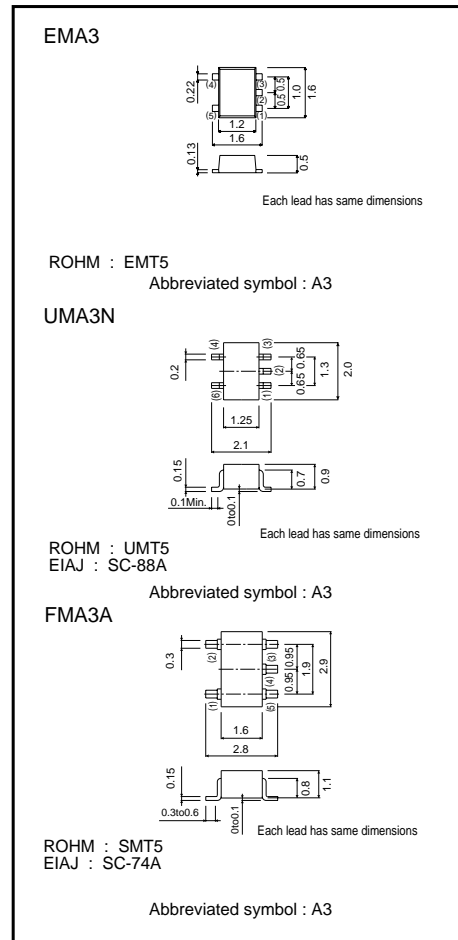 EMA3
0.22
(4)
(3)
(2)
(5)
(1)
0.5 0.5
1.0
1.6
1.2
1.6
0.13
0.5
Each lead has same dimensions
ROHM : EMT5
Abbreviated symbol : A3
UMA3N
0.2
(4)
(3)
(2)
(6)
(1)
0.65 0.65
1.3
2.0
1.25
2.1
0.15
0.1Min.
0to0.1
0.7
0.9
Each lead has same dimensions
ROHM : UMT5
EIAJ : SC-88A
Abbreviated symbol : A3
FMA3A
0.3
(2)
(3)
(4)
(1)
(5)
0.95 0.95
1.9
2.9
1.6
2.8
0.15
0.3to0.6
0to0.1
0.8
1.1
Each lead has same dimensions
ROHM : SMT5
EIAJ : SC-74A
Abbreviated symbol : A3